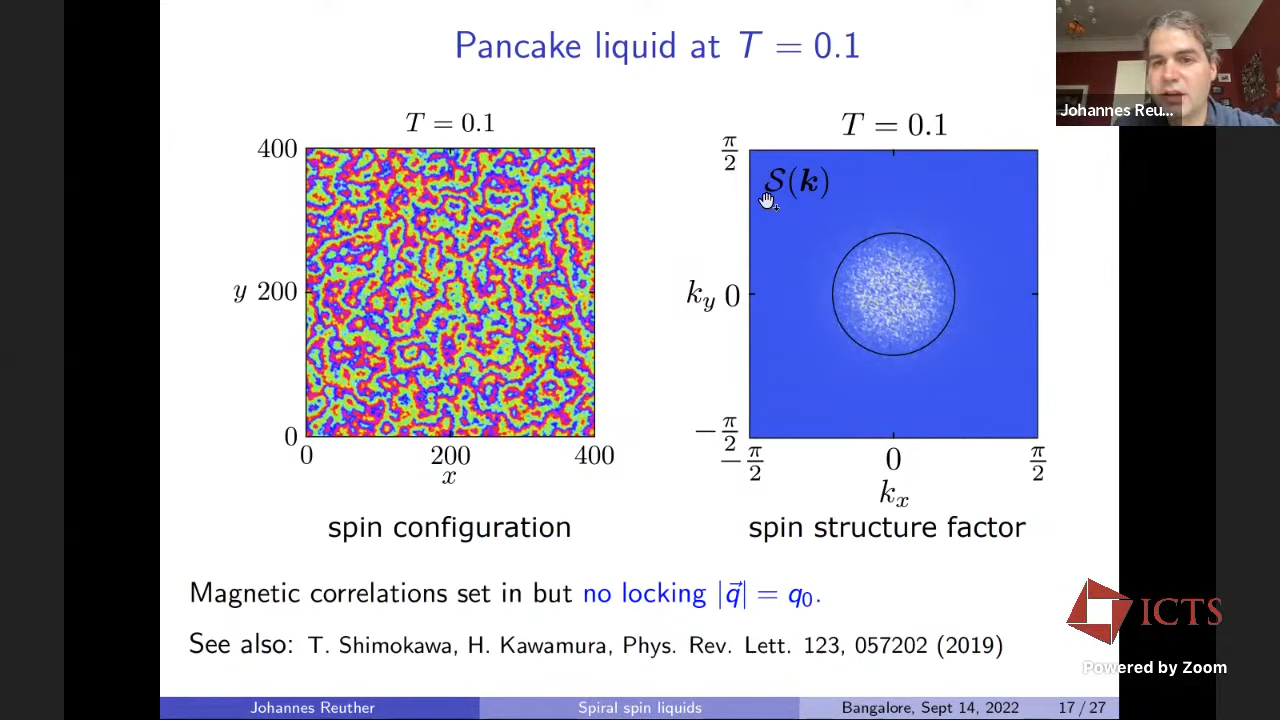 Pancake liquid at T = 0.1
Johannes Reu...
T = 0.1
400
y 200
0
0 200 400
x
spin configuration
T = 0.1
π/2
S(k)
k_y 0
−π/2
−π/2 0 π/2
k_x
spin structure factor
Magnetic correlations set in but no locking |q⃗| = q₀.
See also: T. Shimokawa, H. Kawamura, Phys. Rev. Lett. 123, 057202 (2019)
ICTS
Powered by Zoom
Johannes Reuther Spiral spin liquids Bangalore, Sept 14, 2022 17 / 27